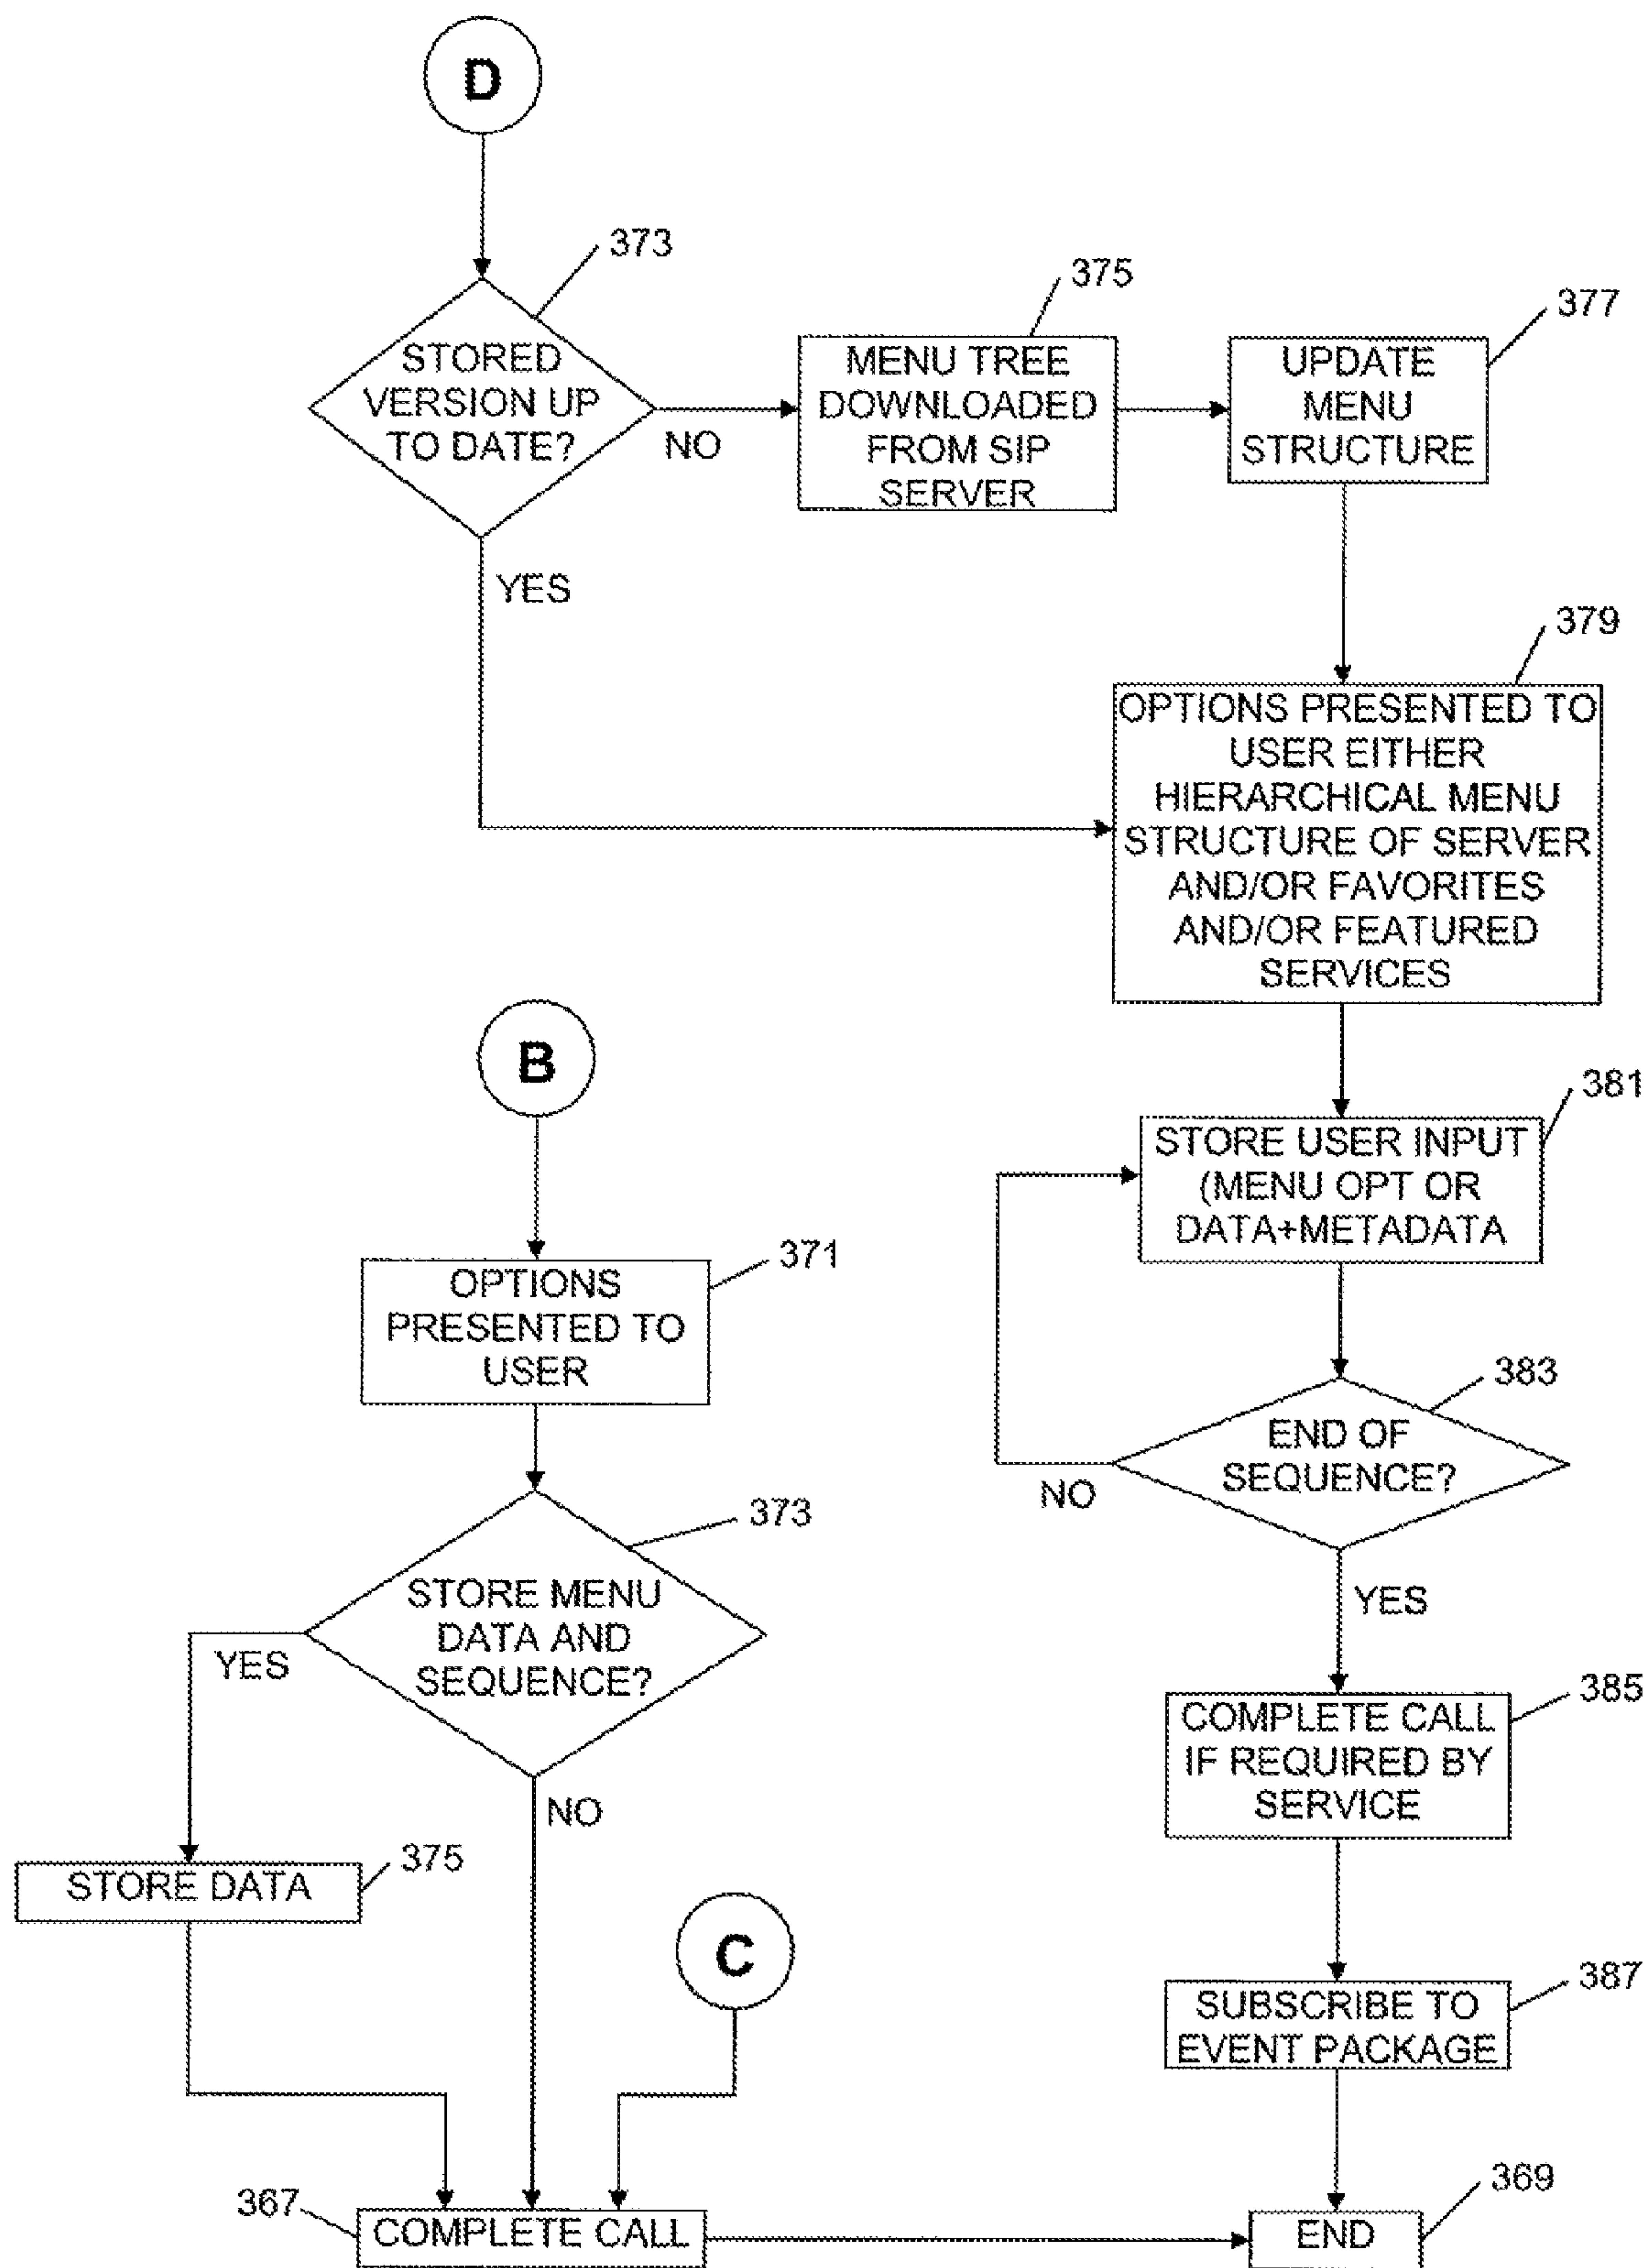 D
373
STORED
VERSION UP
TO DATE?
NO
YES
375
MENU TREE
DOWNLOADED
FROM SIP
SERVER
377
UPDATE
MENU
STRUCTURE
379
OPTIONS PRESENTED TO
USER EITHER
HIERARCHICAL MENU
STRUCTURE OF SERVER
AND/OR FAVORITES
AND/OR FEATURED
SERVICES
381
STORE USER INPUT
(MENU OPT OR
DATA+METADATA
383
END OF
SEQUENCE?
NO
YES
385
COMPLETE CALL
IF REQUIRED BY
SERVICE
387
SUBSCRIBE TO
EVENT PACKAGE
B
371
OPTIONS
PRESENTED TO
USER
373
STORE MENU
DATA AND
SEQUENCE?
YES
NO
375
STORE DATA
C
367
COMPLETE CALL
369
END